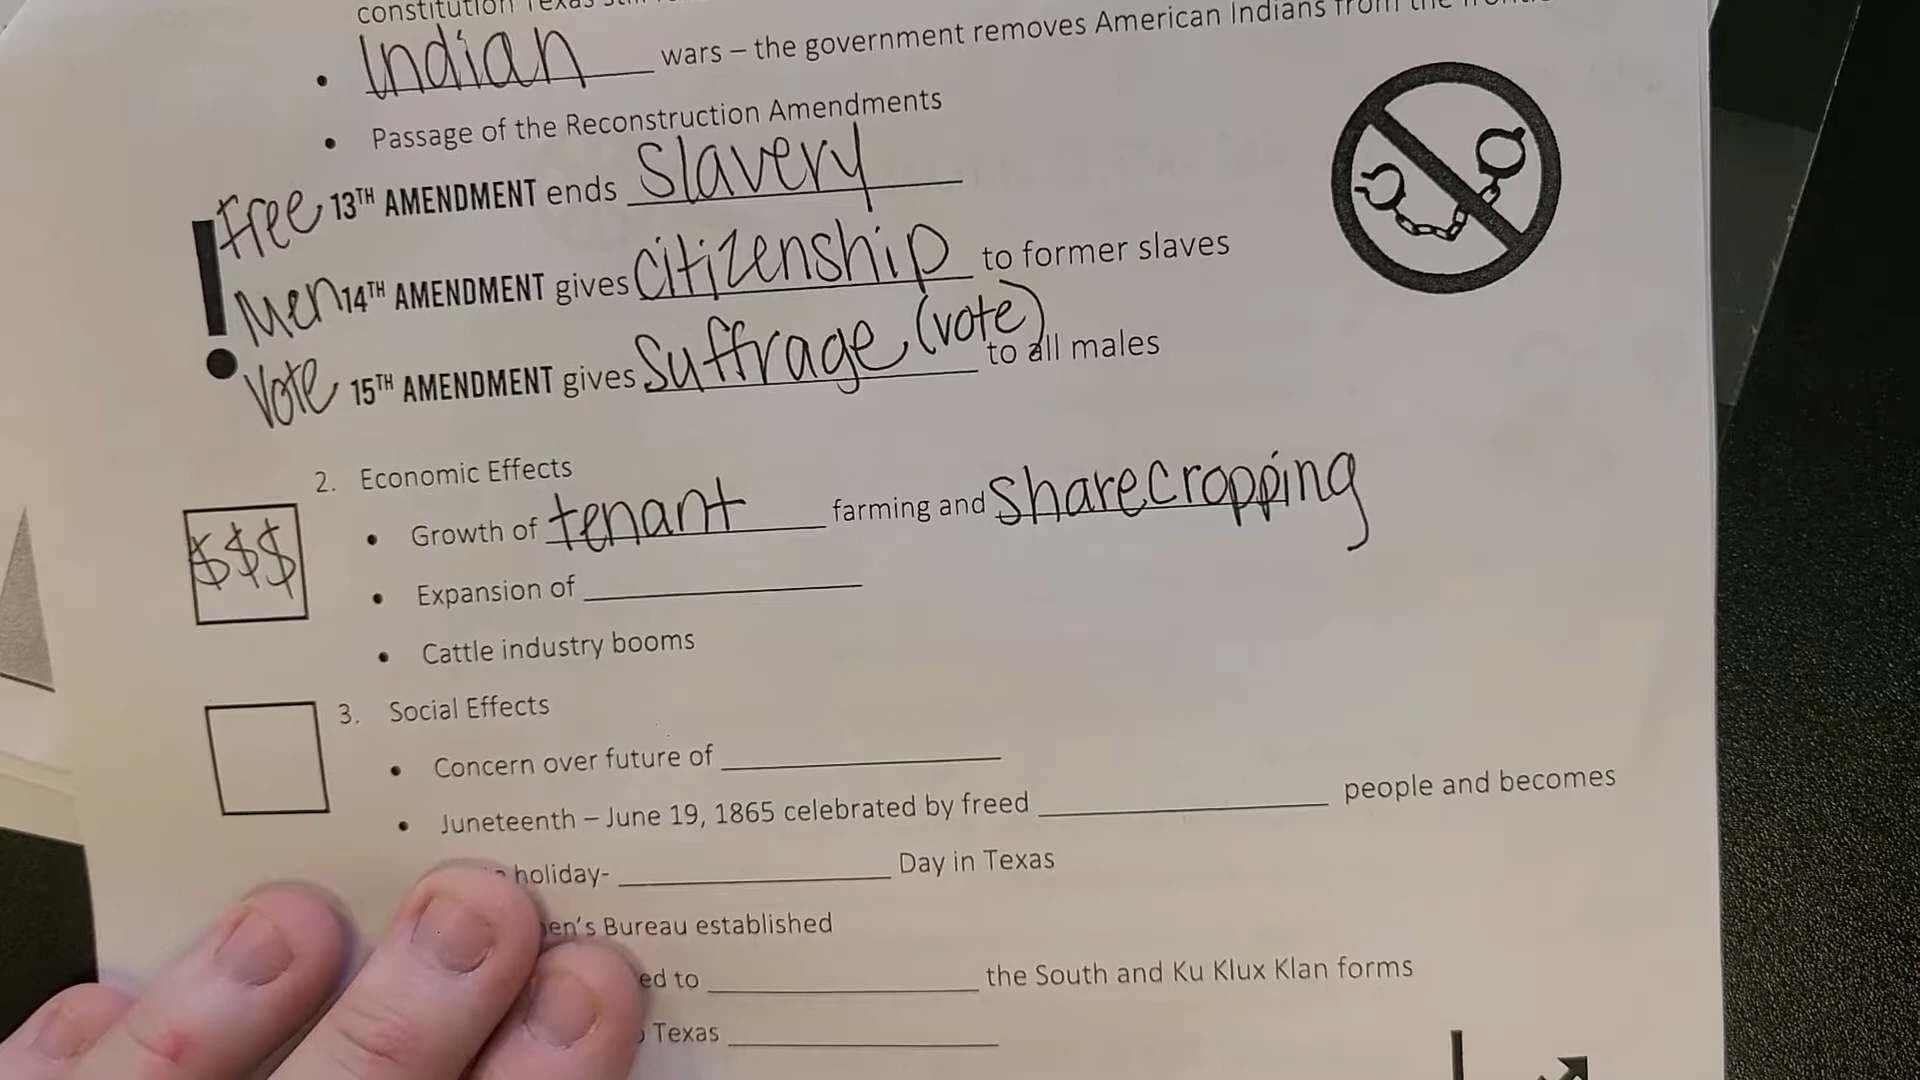 constitution Texas
• Indian wars – the government removes American Indians from the
• Passage of the Reconstruction Amendments
Free 13TH AMENDMENT ends slavery
Men 14TH AMENDMENT gives citizenship to former slaves
Vote 15TH AMENDMENT gives suffrage (vote) to all males
2. Economic Effects
$$$
• Growth of tenant farming and sharecropping
• Expansion of
• Cattle industry booms
3. Social Effects
• Concern over future of
• Juneteenth – June 19, 1865 celebrated by freed people and becomes
holiday- Day in Texas
en's Bureau established
ed to the South and Ku Klux Klan forms
Texas